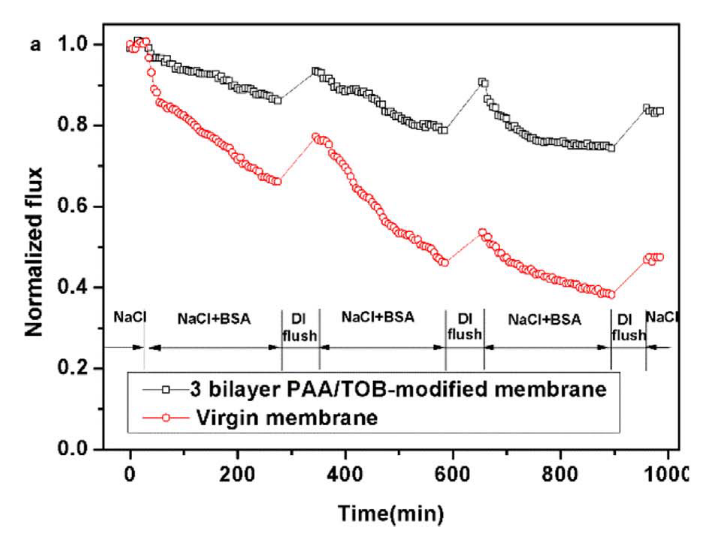 a
1.0
0.8
0.6
0.4
0.2
0.0
Normalized flux
NaCl
NaCl+BSA
DI
flush
NaCl+BSA
DI
flush
NaCl+BSA
DI
flush
NaCl
3 bilayer PAA/TOB-modified membrane
Virgin membrane
0
200
400
600
800
1000
Time(min)